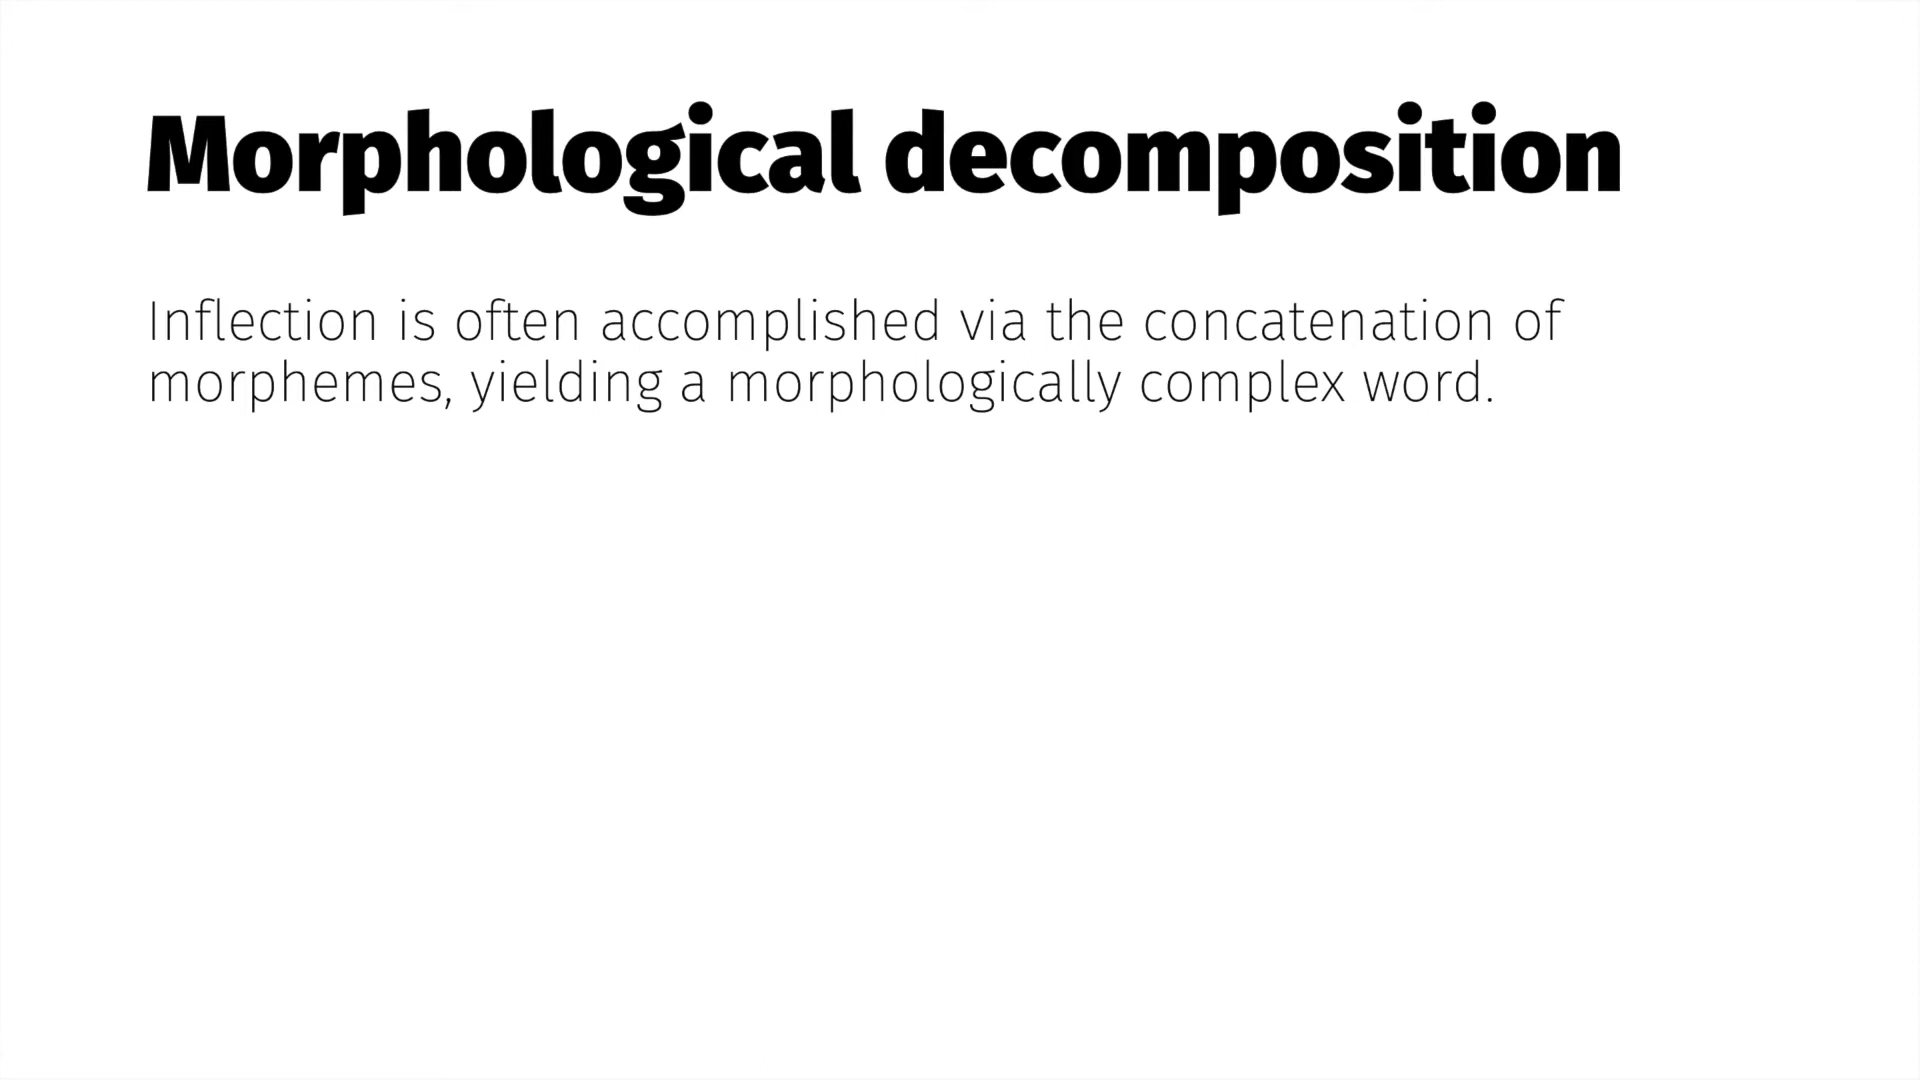 Morphological decomposition
Inflection is often accomplished via the concatenation of
morphemes, yielding a morphologically complex word.